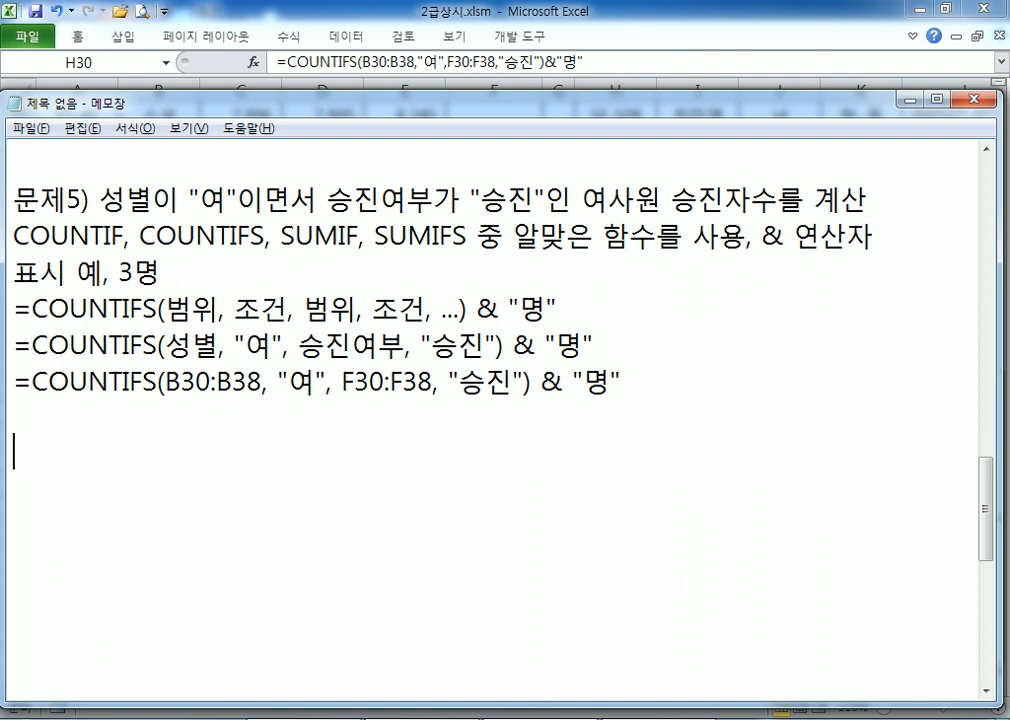 2급상시.xlsm - Microsoft Excel
파일 홈 삽입 페이지 레이아웃 수식 데이터 검토 보기 개발 도구
H30 fx =COUNTIFS(B30:B38,"여",F30:F38,"승진")&"명"
제목 없음 - 메모장
파일(F) 편집(E) 서식(O) 보기(V) 도움말(H)
문제5) 성별이 "여"이면서 승진여부가 "승진"인 여사원 승진자수를 계산
COUNTIF, COUNTIFS, SUMIF, SUMIFS 중 알맞은 함수를 사용, & 연산자
표시 예, 3명
=COUNTIFS(범위, 조건, 범위, 조건, ...) & "명"
=COUNTIFS(성별, "여", 승진여부, "승진") & "명"
=COUNTIFS(B30:B38, "여", F30:F38, "승진") & "명"